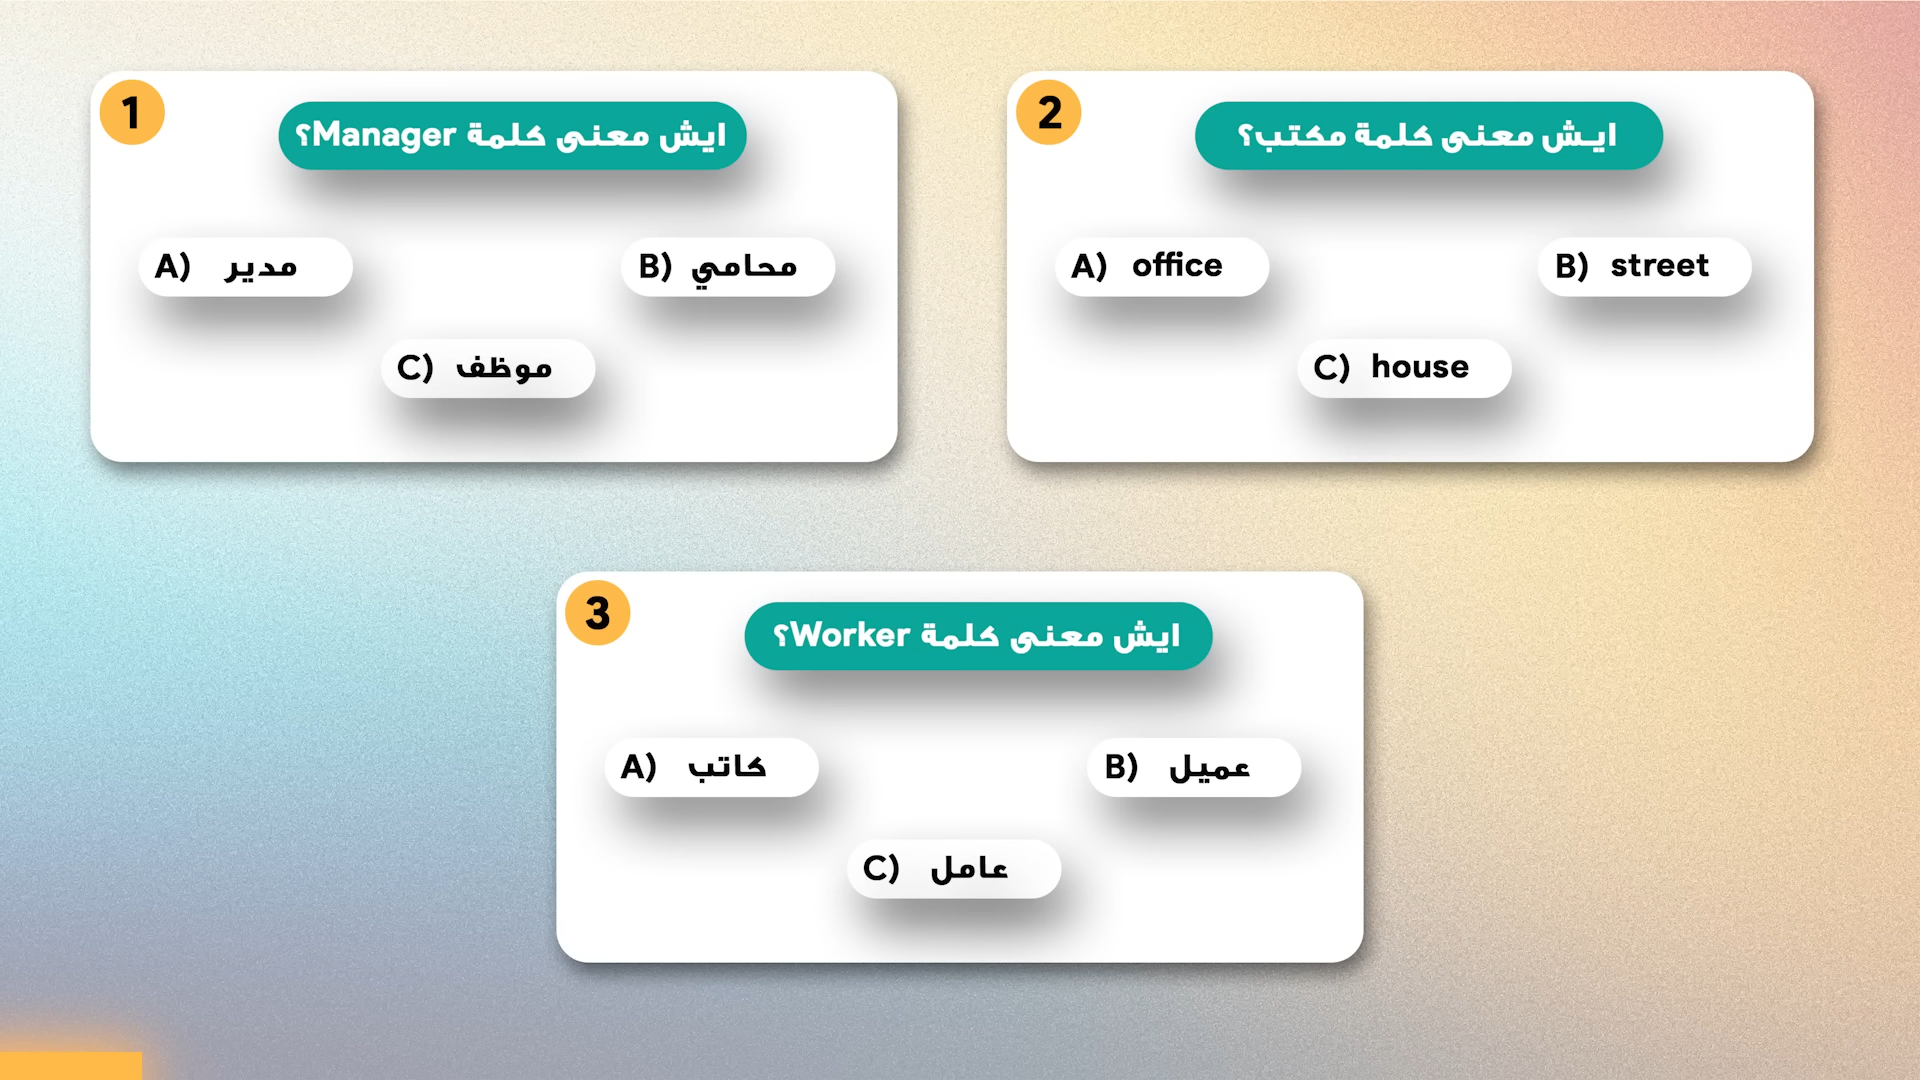 1
ايش معنى كلمة Manager؟
A) مدير
B) محامي
C) موظف
2
ايش معنى كلمة مكتب؟
A) office
B) street
C) house
3
ايش معنى كلمة Worker؟
A) كاتب
B) عميل
C) عامل